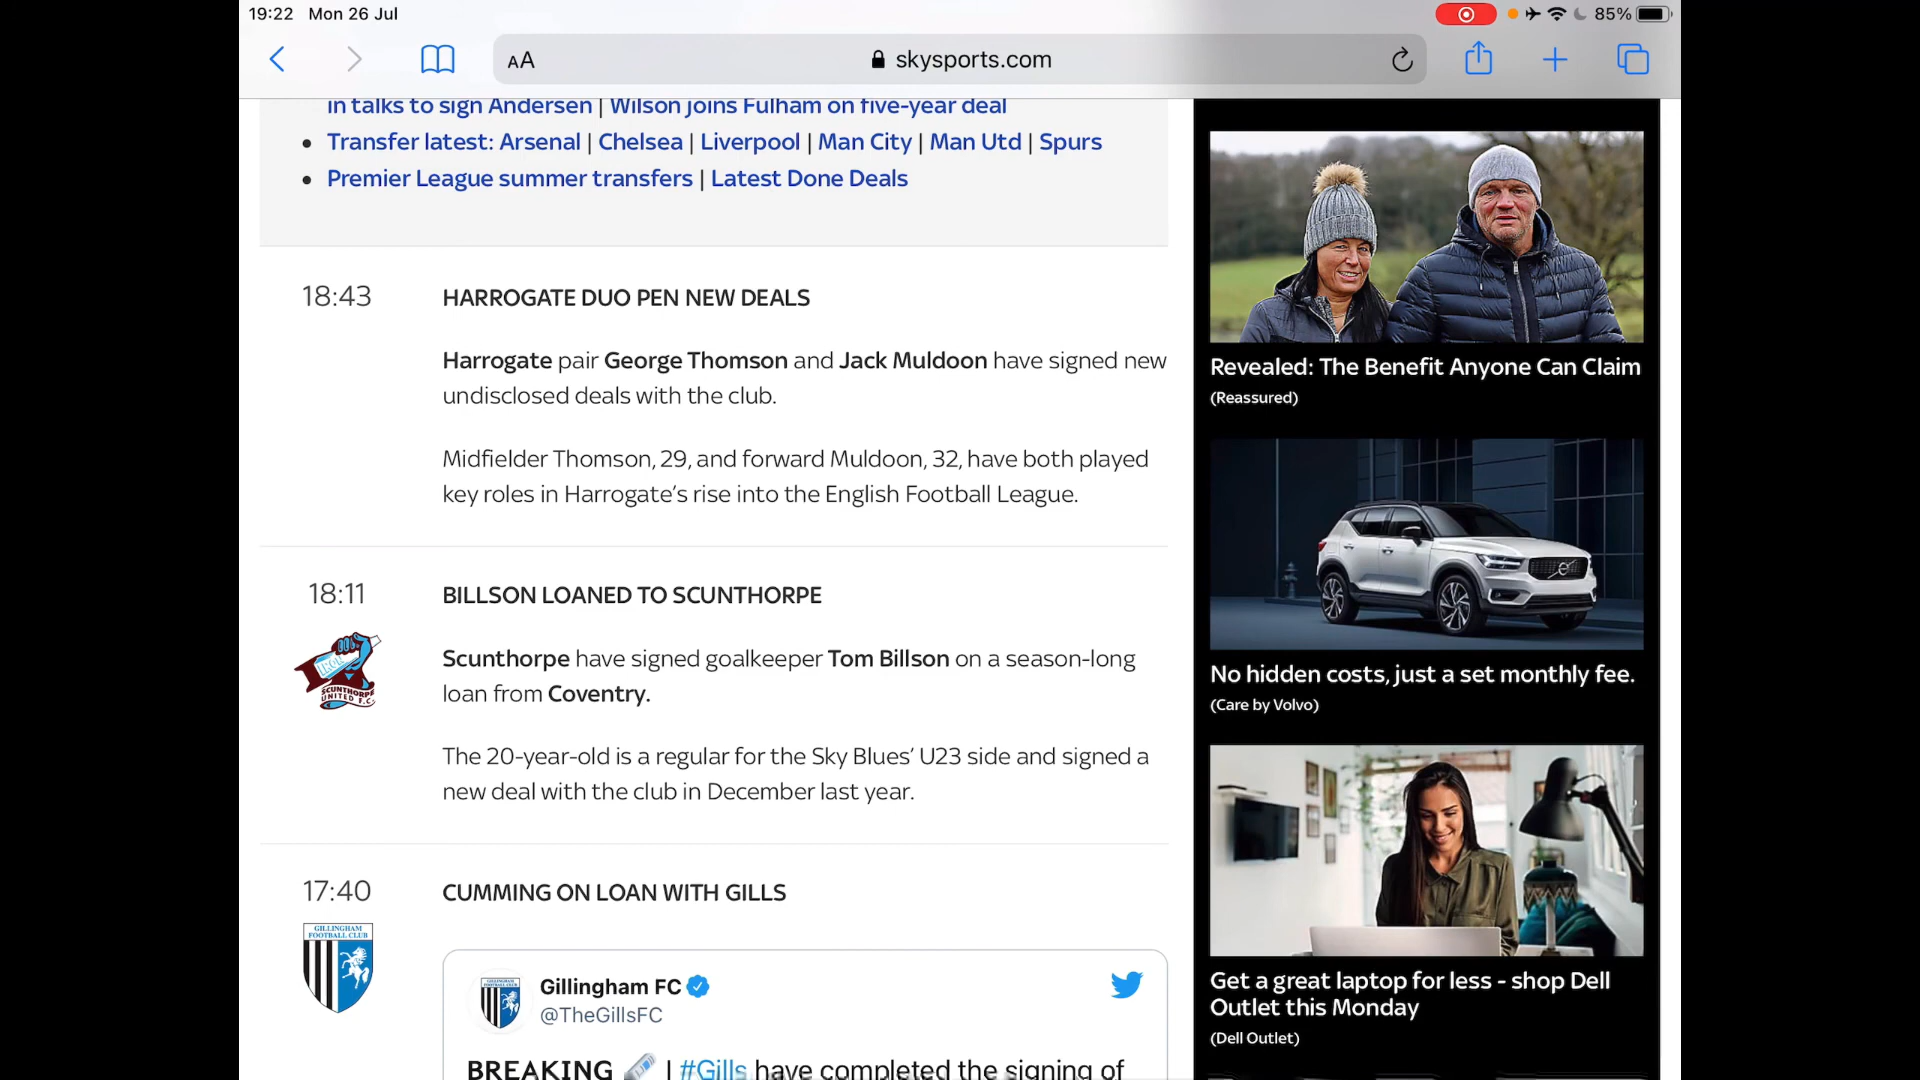 19:22 Mon 26 Jul
85%
AA
skysports.com
in talks to sign Andersen | Wilson joins Fulham on five-year deal
Transfer latest: Arsenal | Chelsea | Liverpool | Man City | Man Utd | Spurs
Premier League summer transfers | Latest Done Deals
18:43
HARROGATE DUO PEN NEW DEALS
Harrogate pair George Thomson and Jack Muldoon have signed new
undisclosed deals with the club.
Midfielder Thomson, 29, and forward Muldoon, 32, have both played
key roles in Harrogate's rise into the English Football League.
18:11
BILLSON LOANED TO SCUNTHORPE
IRON
SCUNTHORPE
UNITED F.C.
Scunthorpe have signed goalkeeper Tom Billson on a season-long
loan from Coventry.
The 20-year-old is a regular for the Sky Blues' U23 side and signed a
new deal with the club in December last year.
17:40
CUMMING ON LOAN WITH GILLS
GILLINGHAM
FOOTBALL CLUB
Gillingham FC
@TheGillsFC
BREAKING | #Gills have completed the signing of
Revealed: The Benefit Anyone Can Claim
(Reassured)
No hidden costs, just a set monthly fee.
(Care by Volvo)
Get a great laptop for less - shop Dell
Outlet this Monday
(Dell Outlet)